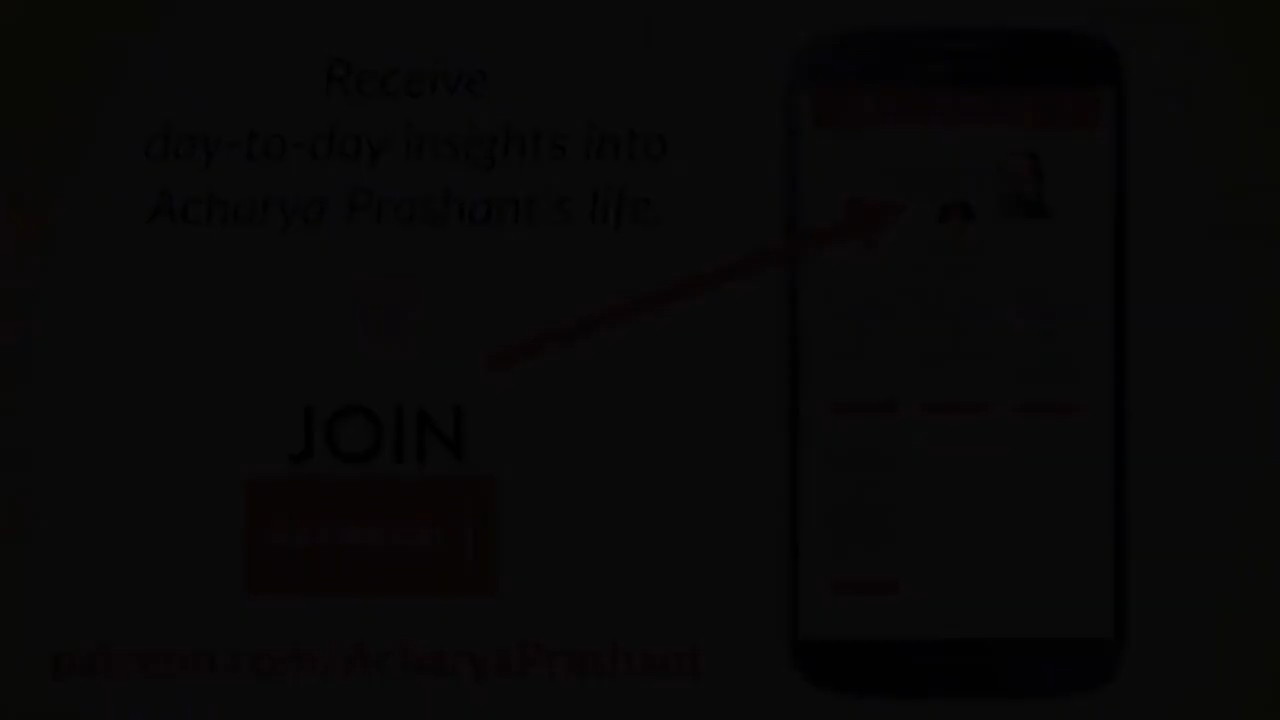 Receive
day-to-day insights into
Acharya Prashant's life.
JOIN
patreon.com/AcharyaPrashant